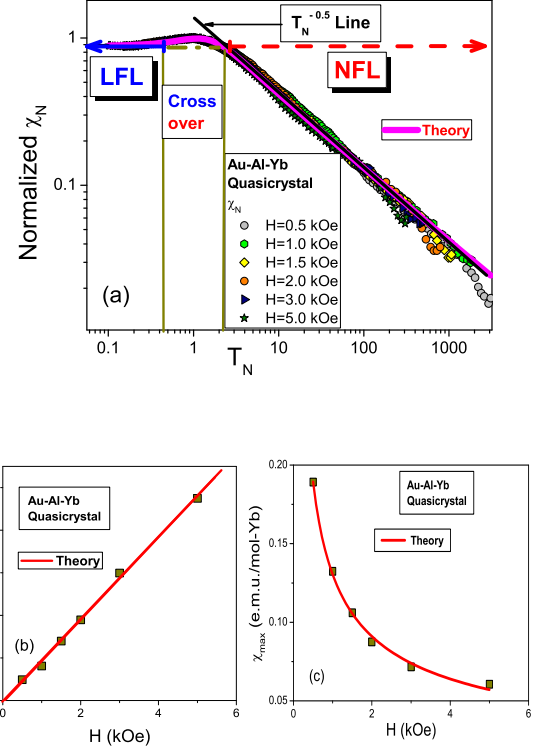 T_N^-0.5 Line
1
LFL
NFL
Cross
over
Theory
Normalized χ_N
0.1
Au-Al-Yb
Quasicrystal
χ_N
H=0.5 kOe
H=1.0 kOe
H=1.5 kOe
H=2.0 kOe
H=3.0 kOe
H=5.0 kOe
(a)
0.1 1 10 100 1000
T_N
Au-Al-Yb
Quasicrystal
Theory
(b)
0 2 4 6
H (kOe)
0.20
Au-Al-Yb
Quasicrystal
0.15
Theory
χ_max (e.m.u./mol-Yb)
0.10
(c)
0.05
0 2 4 6
H (kOe)